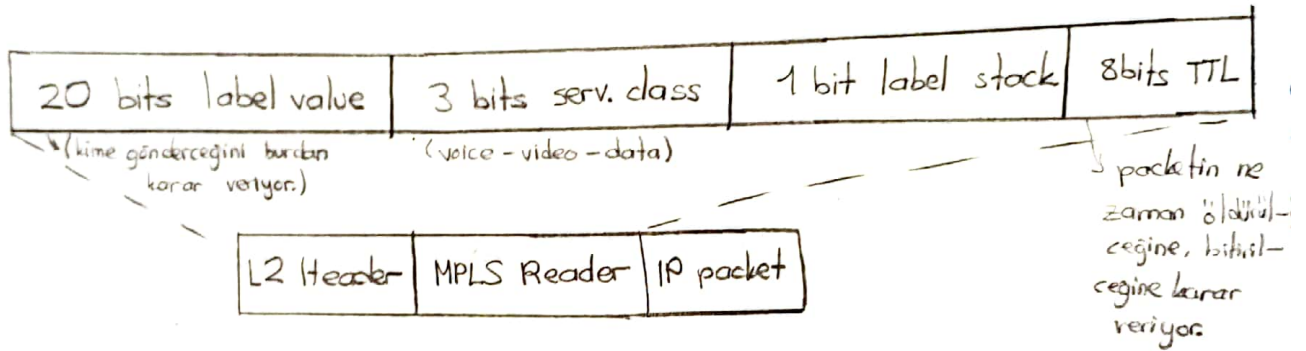 20 bits label value
3 bits serv. class
1 bit label stack
8bits TTL
(kime göndereceğini burdan
karar veriyor.)
(voice-video-data)
packetin ne
zaman öldürül-
ceğine, bitiril-
ceğine karar
veriyor.
L2 Header
MPLS Reader
IP packet